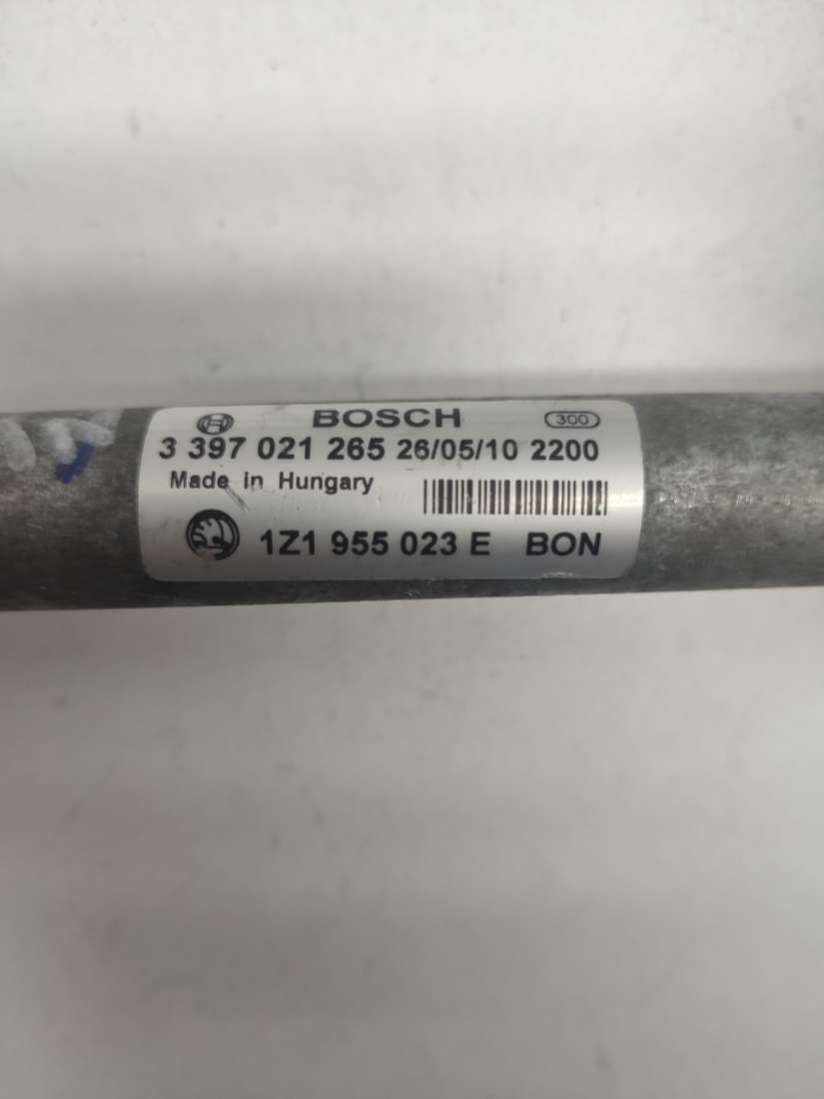 BOSCH 300
3 397 021 265 26/05/10 2200
Made in Hungary
1Z1 955 023 E BON